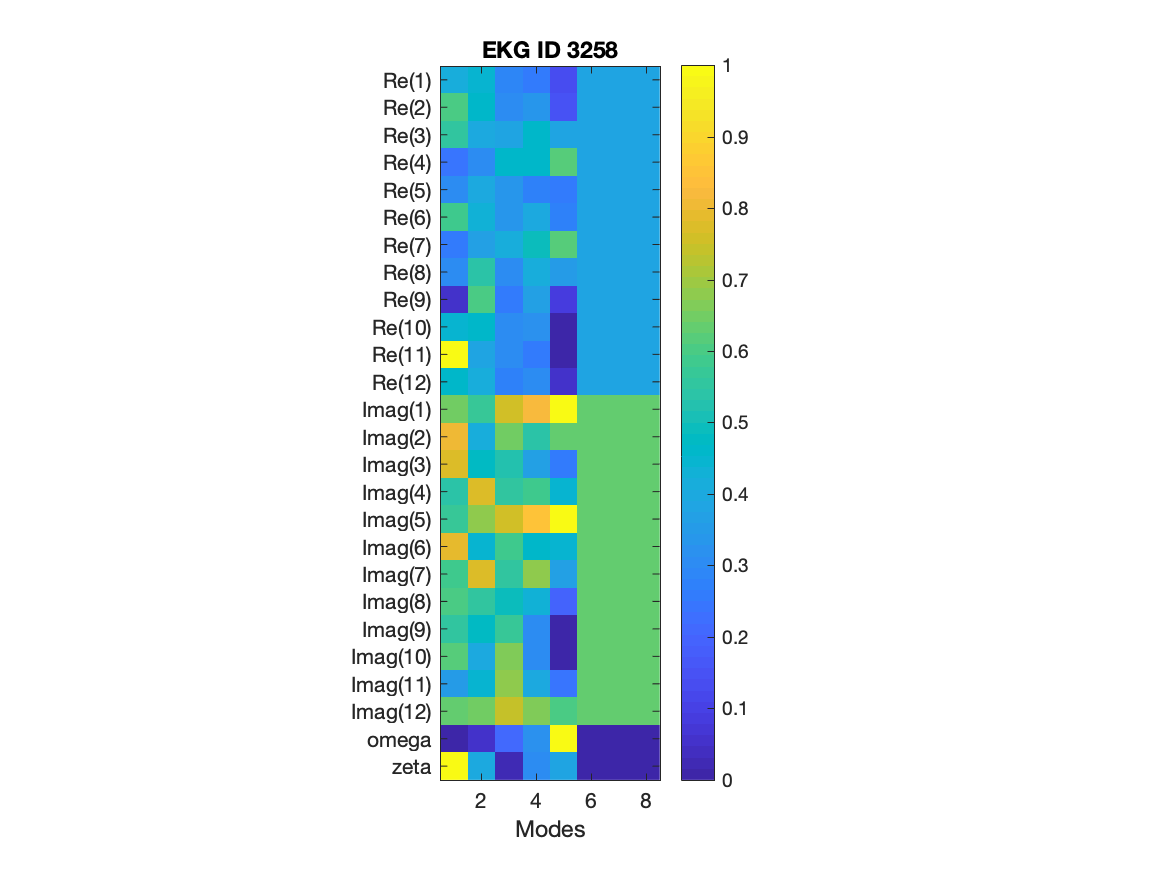 EKG ID 3258
Re(1)
Re(2)
Re(3)
Re(4)
Re(5)
Re(6)
Re(7)
Re(8)
Re(9)
Re(10)
Re(11)
Re(12)
Imag(1)
Imag(2)
Imag(3)
Imag(4)
Imag(5)
Imag(6)
Imag(7)
Imag(8)
Imag(9)
Imag(10)
Imag(11)
Imag(12)
omega
zeta
2 4 6 8
Modes
1
0.9
0.8
0.7
0.6
0.5
0.4
0.3
0.2
0.1
0